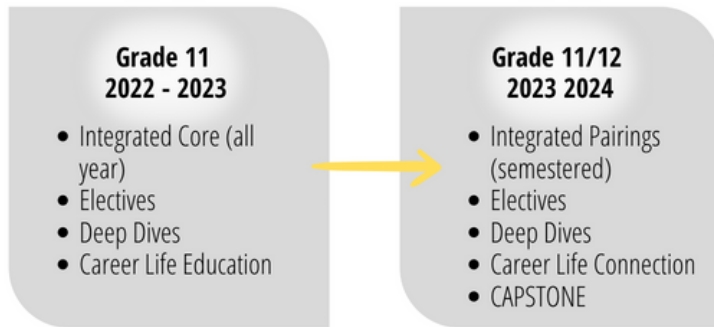 Grade 11
2022 - 2023
• Integrated Core (all
year)
• Electives
• Deep Dives
• Career Life Education
Grade 11/12
2023 2024
• Integrated Pairings
(semestered)
• Electives
• Deep Dives
• Career Life Connection
• CAPSTONE